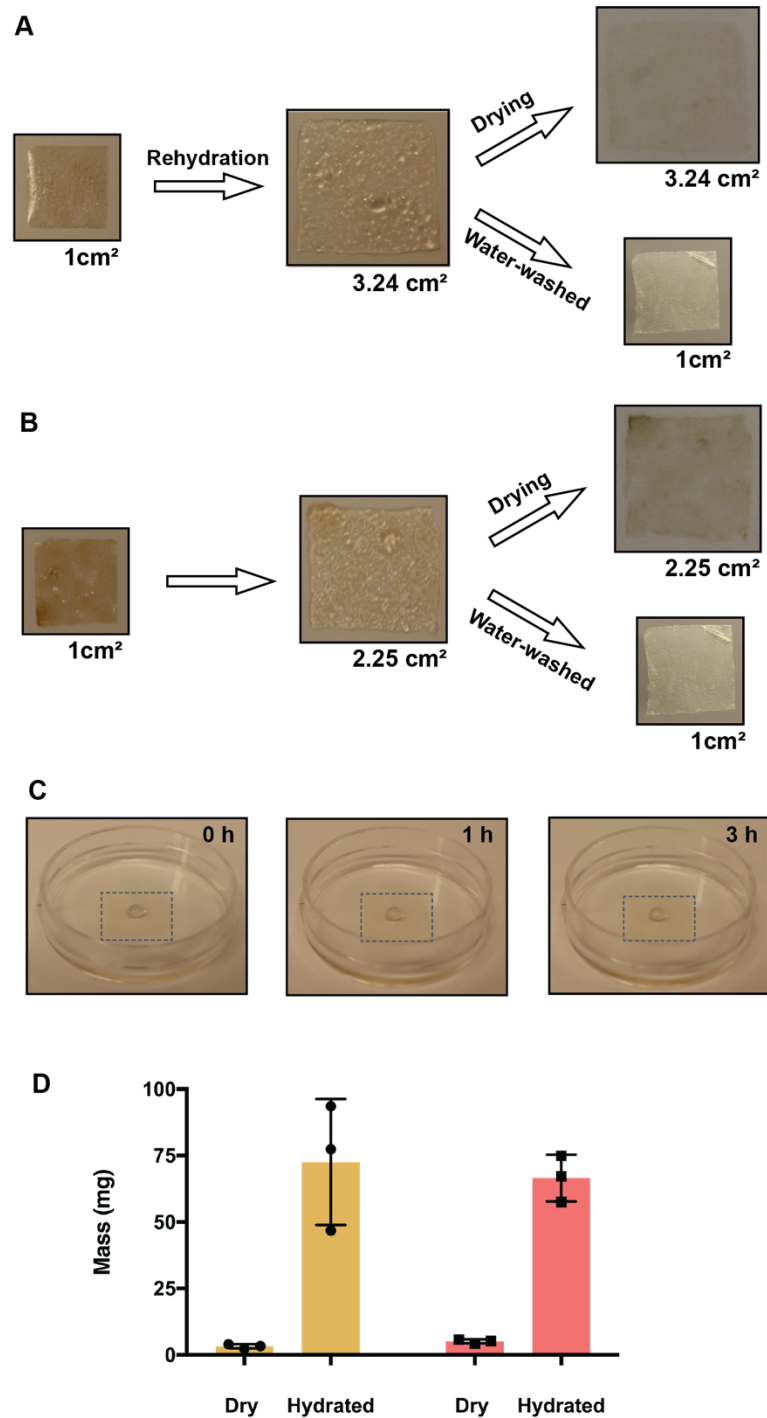 A
Rehydration
Drying
Water-washed
1cm²
3.24 cm²
3.24 cm²
1cm²
B
Drying
Water-washed
1cm²
2.25 cm²
2.25 cm²
1cm²
C
0 h
1 h
3 h
D
Mass (mg)
100
75
50
25
0
Dry
Hydrated
Dry
Hydrated